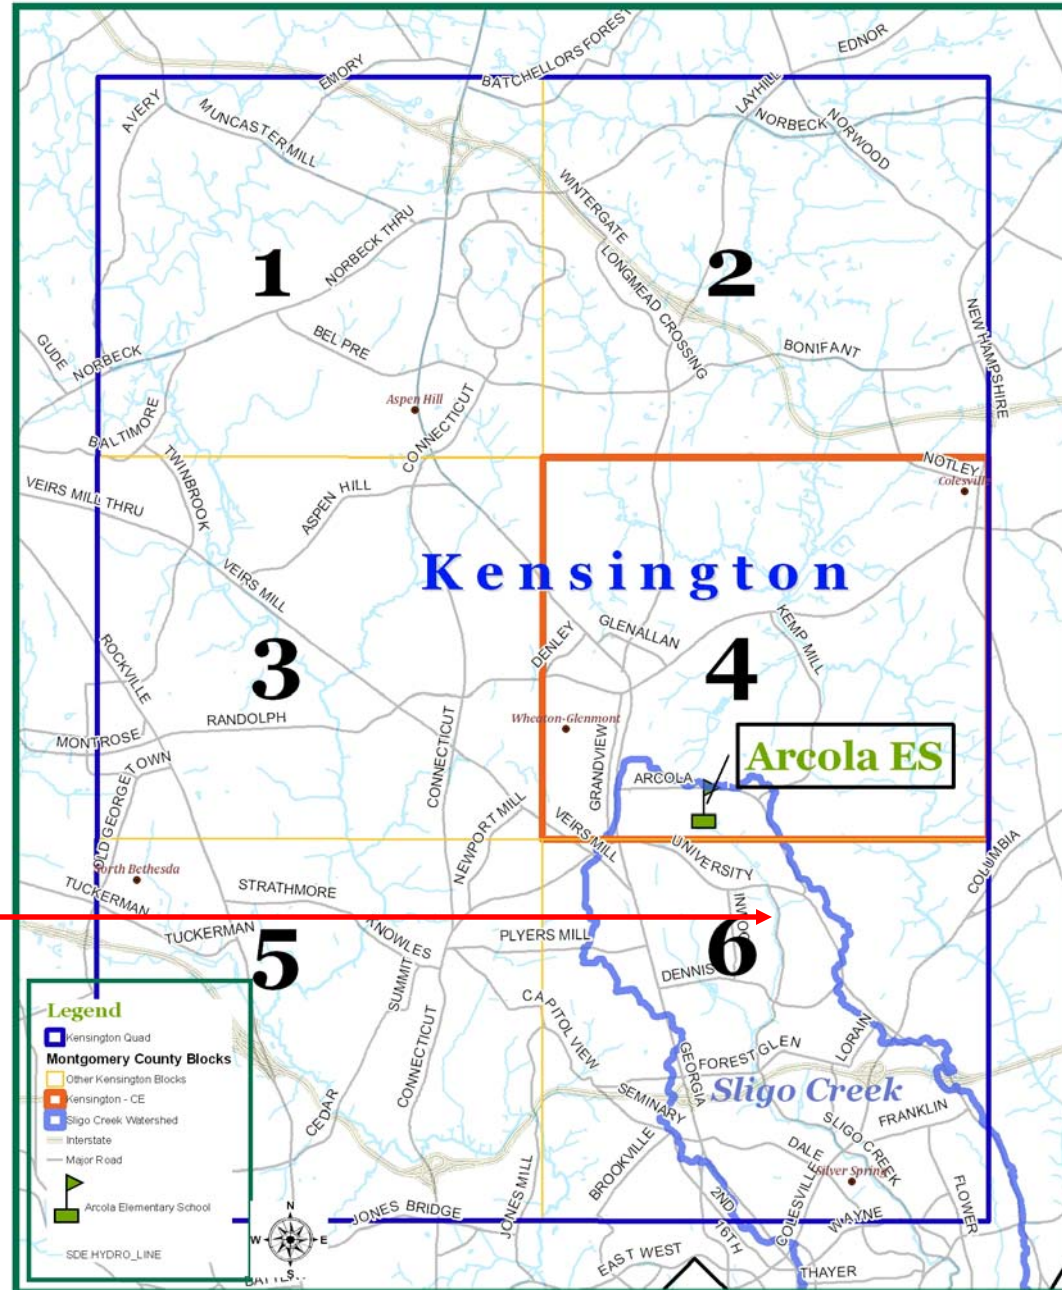 EDNOR
BATCHELLORS FOREST
EMORY
LAYHILL
AVERY
MUNCASTER MILL
NORBECK
NORWOOD
WINTERGATE
NORBECK THRU
1
2
LONGMEAD CROSSING
NEW HAMPSHIRE
BEL PRE
BONIFANT
GUDE
NORBECK
Aspen Hill
CONNECTICUT
BALTIMORE
TWINBROOK
NOTLEY
VEIRS MILL THRU
ASPEN HILL
Kensington
VEIRS MILL
GLENALLAN
KEMP MILL
DENLEY
ROCKVILLE
3
4
RANDOLPH
Wheaton-Glenmont
MONTROSE
CONNECTICUT
GRANDVIEW
OLD GEORGETOWN
ARCOLA
Arcola ES
NEWPORT MILL
VEIRS MILL
UNIVERSITY
COLUMBIA
North Bethesda
TUCKERMAN
STRATHMORE
TUCKERMAN
KNOWLES
PLYERS MILL
5
6
SUMMIT
DENNIS
CAPITOL VIEW
CONNECTICUT
GEORGIA
FOREST GLEN
LORAIN
Sligo Creek
SEMINARY
CEDAR
SLIGO CREEK
FRANKLIN
DALE
BROOKVILLE
Silver Spring
COLESVILLE
FLOWER
JONES MILL
2ND
16TH
WAYNE
JONES BRIDGE
EAST WEST
THAYER
Legend
Kensington Quad
Montgomery County Blocks
Other Kensington Blocks
Kensington - CE
Sligo Creek Watershed
Interstate
Major Road
Arcola Elementary School
SDE HYDRO_LINE
N
W
E
S